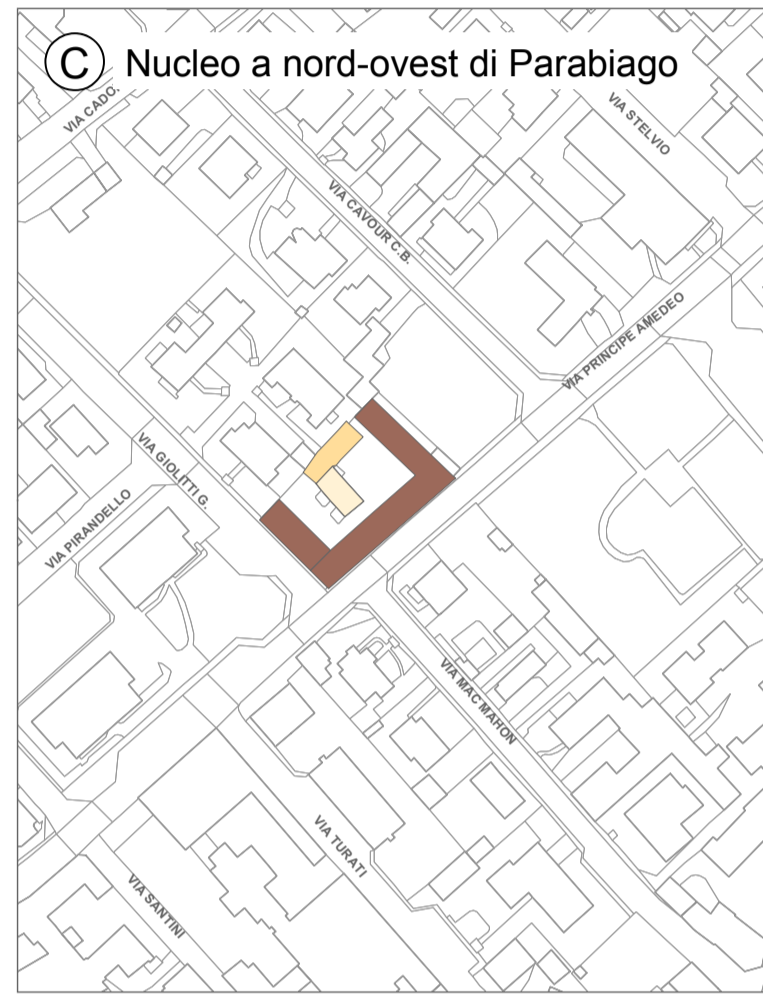 C Nucleo a nord-ovest di Parabiago
VIA CADO
VIA STELVIO
VIA CAVOUR C.B.
VIA PRINCIPE AMEDEO
VIA GIOLITTI G.
VIA PIRANDELLO
VIA MAC MAHON
VIA TURATI
VIA SANTINI